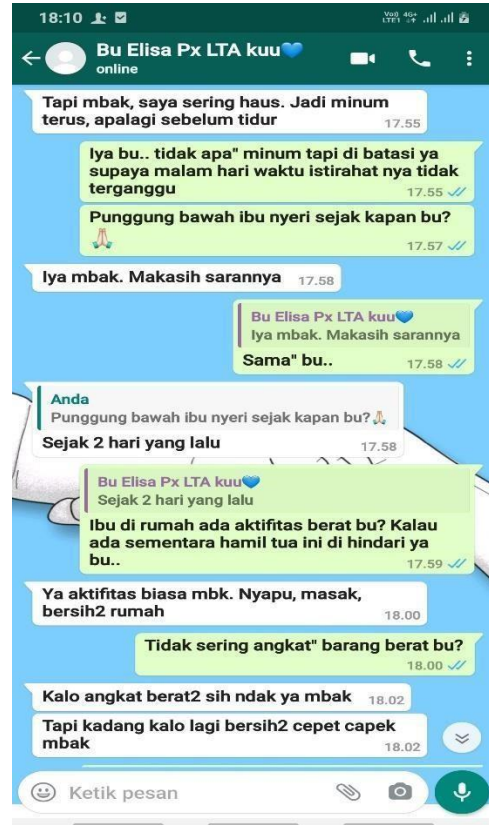 18:10
Vo)) 4G+
LTE1
Bu Elisa Px LTA kuu💙
online
Tapi mbak, saya sering haus. Jadi minum
terus, apalagi sebelum tidur
17.55
Iya bu.. tidak apa" minum tapi di batasi ya
supaya malam hari waktu istirahat nya tidak
terganggu
17.55
Punggung bawah ibu nyeri sejak kapan bu?
🙏
17.57
Iya mbak. Makasih sarannya
17.58
Bu Elisa Px LTA kuu💙
Iya mbak. Makasih sarannya
Sama" bu..
17.58
Anda
Punggung bawah ibu nyeri sejak kapan bu?🙏
Sejak 2 hari yang lalu
17.58
Bu Elisa Px LTA kuu💙
Sejak 2 hari yang lalu
Ibu di rumah ada aktifitas berat bu? Kalau
ada sementara hamil tua ini di hindari ya
bu..
17.59
Ya aktifitas biasa mbk. Nyapu, masak,
bersih2 rumah
18.00
Tidak sering angkat" barang berat bu?
18.00
Kalo angkat berat2 sih ndak ya mbak
18.02
Tapi kadang kalo lagi bersih2 cepet capek
mbak
18.02
Ketik pesan